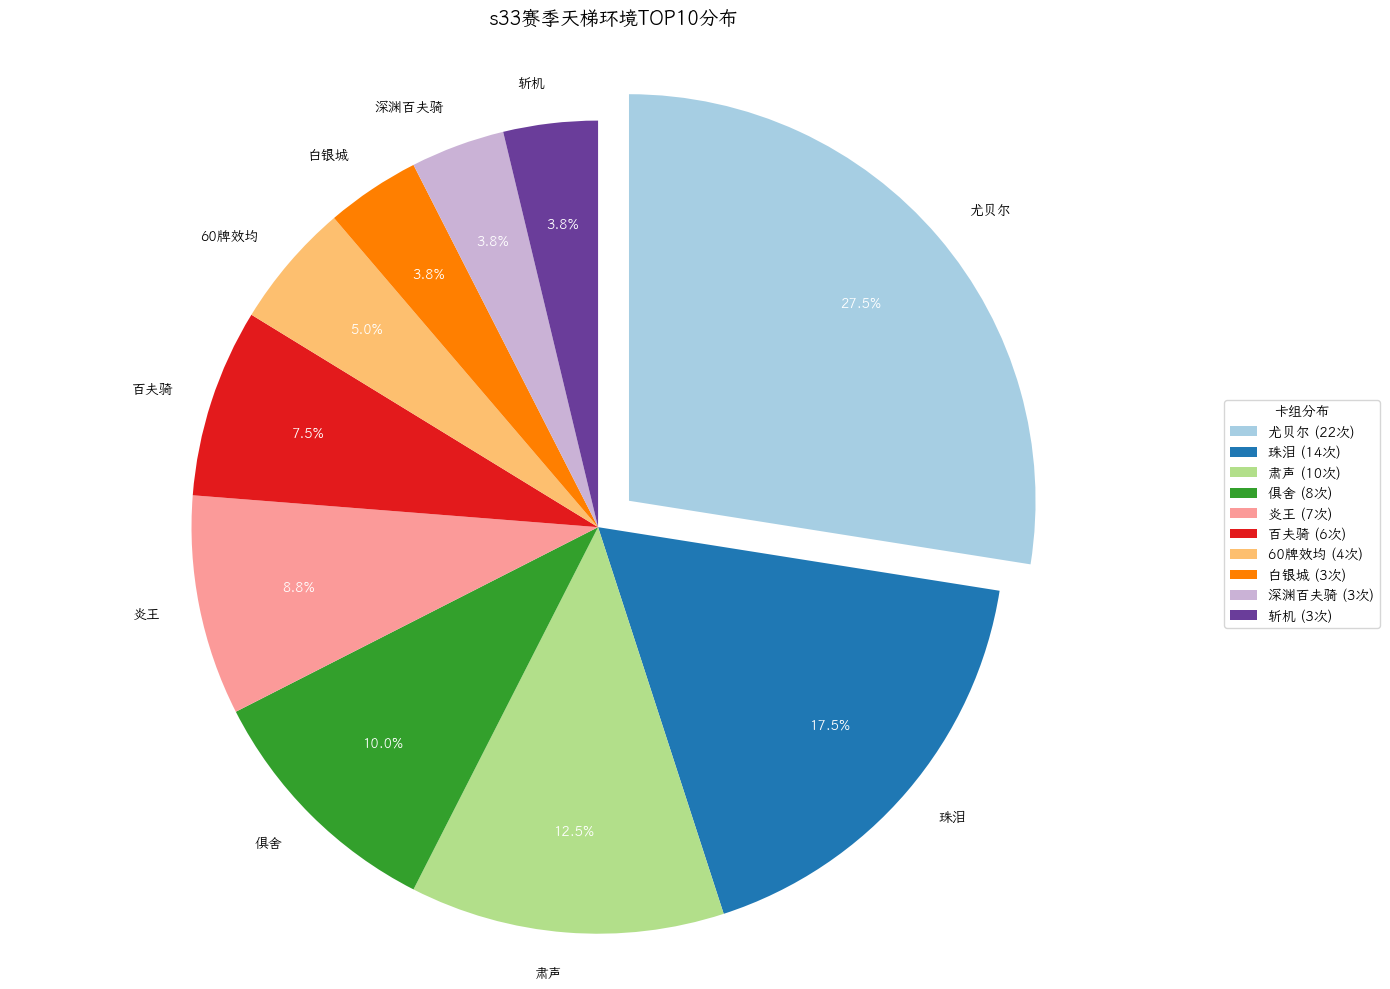 s33赛季天梯环境TOP10分布
斩机
深渊百夫骑
白银城
60牌效均
百夫骑
炎王
俱舍
肃声
珠泪
尤贝尔
3.8%
3.8%
3.8%
5.0%
7.5%
8.8%
10.0%
12.5%
17.5%
27.5%
卡组分布
尤贝尔 (22次)
珠泪 (14次)
肃声 (10次)
俱舍 (8次)
炎王 (7次)
百夫骑 (6次)
60牌效均 (4次)
白银城 (3次)
深渊百夫骑 (3次)
斩机 (3次)